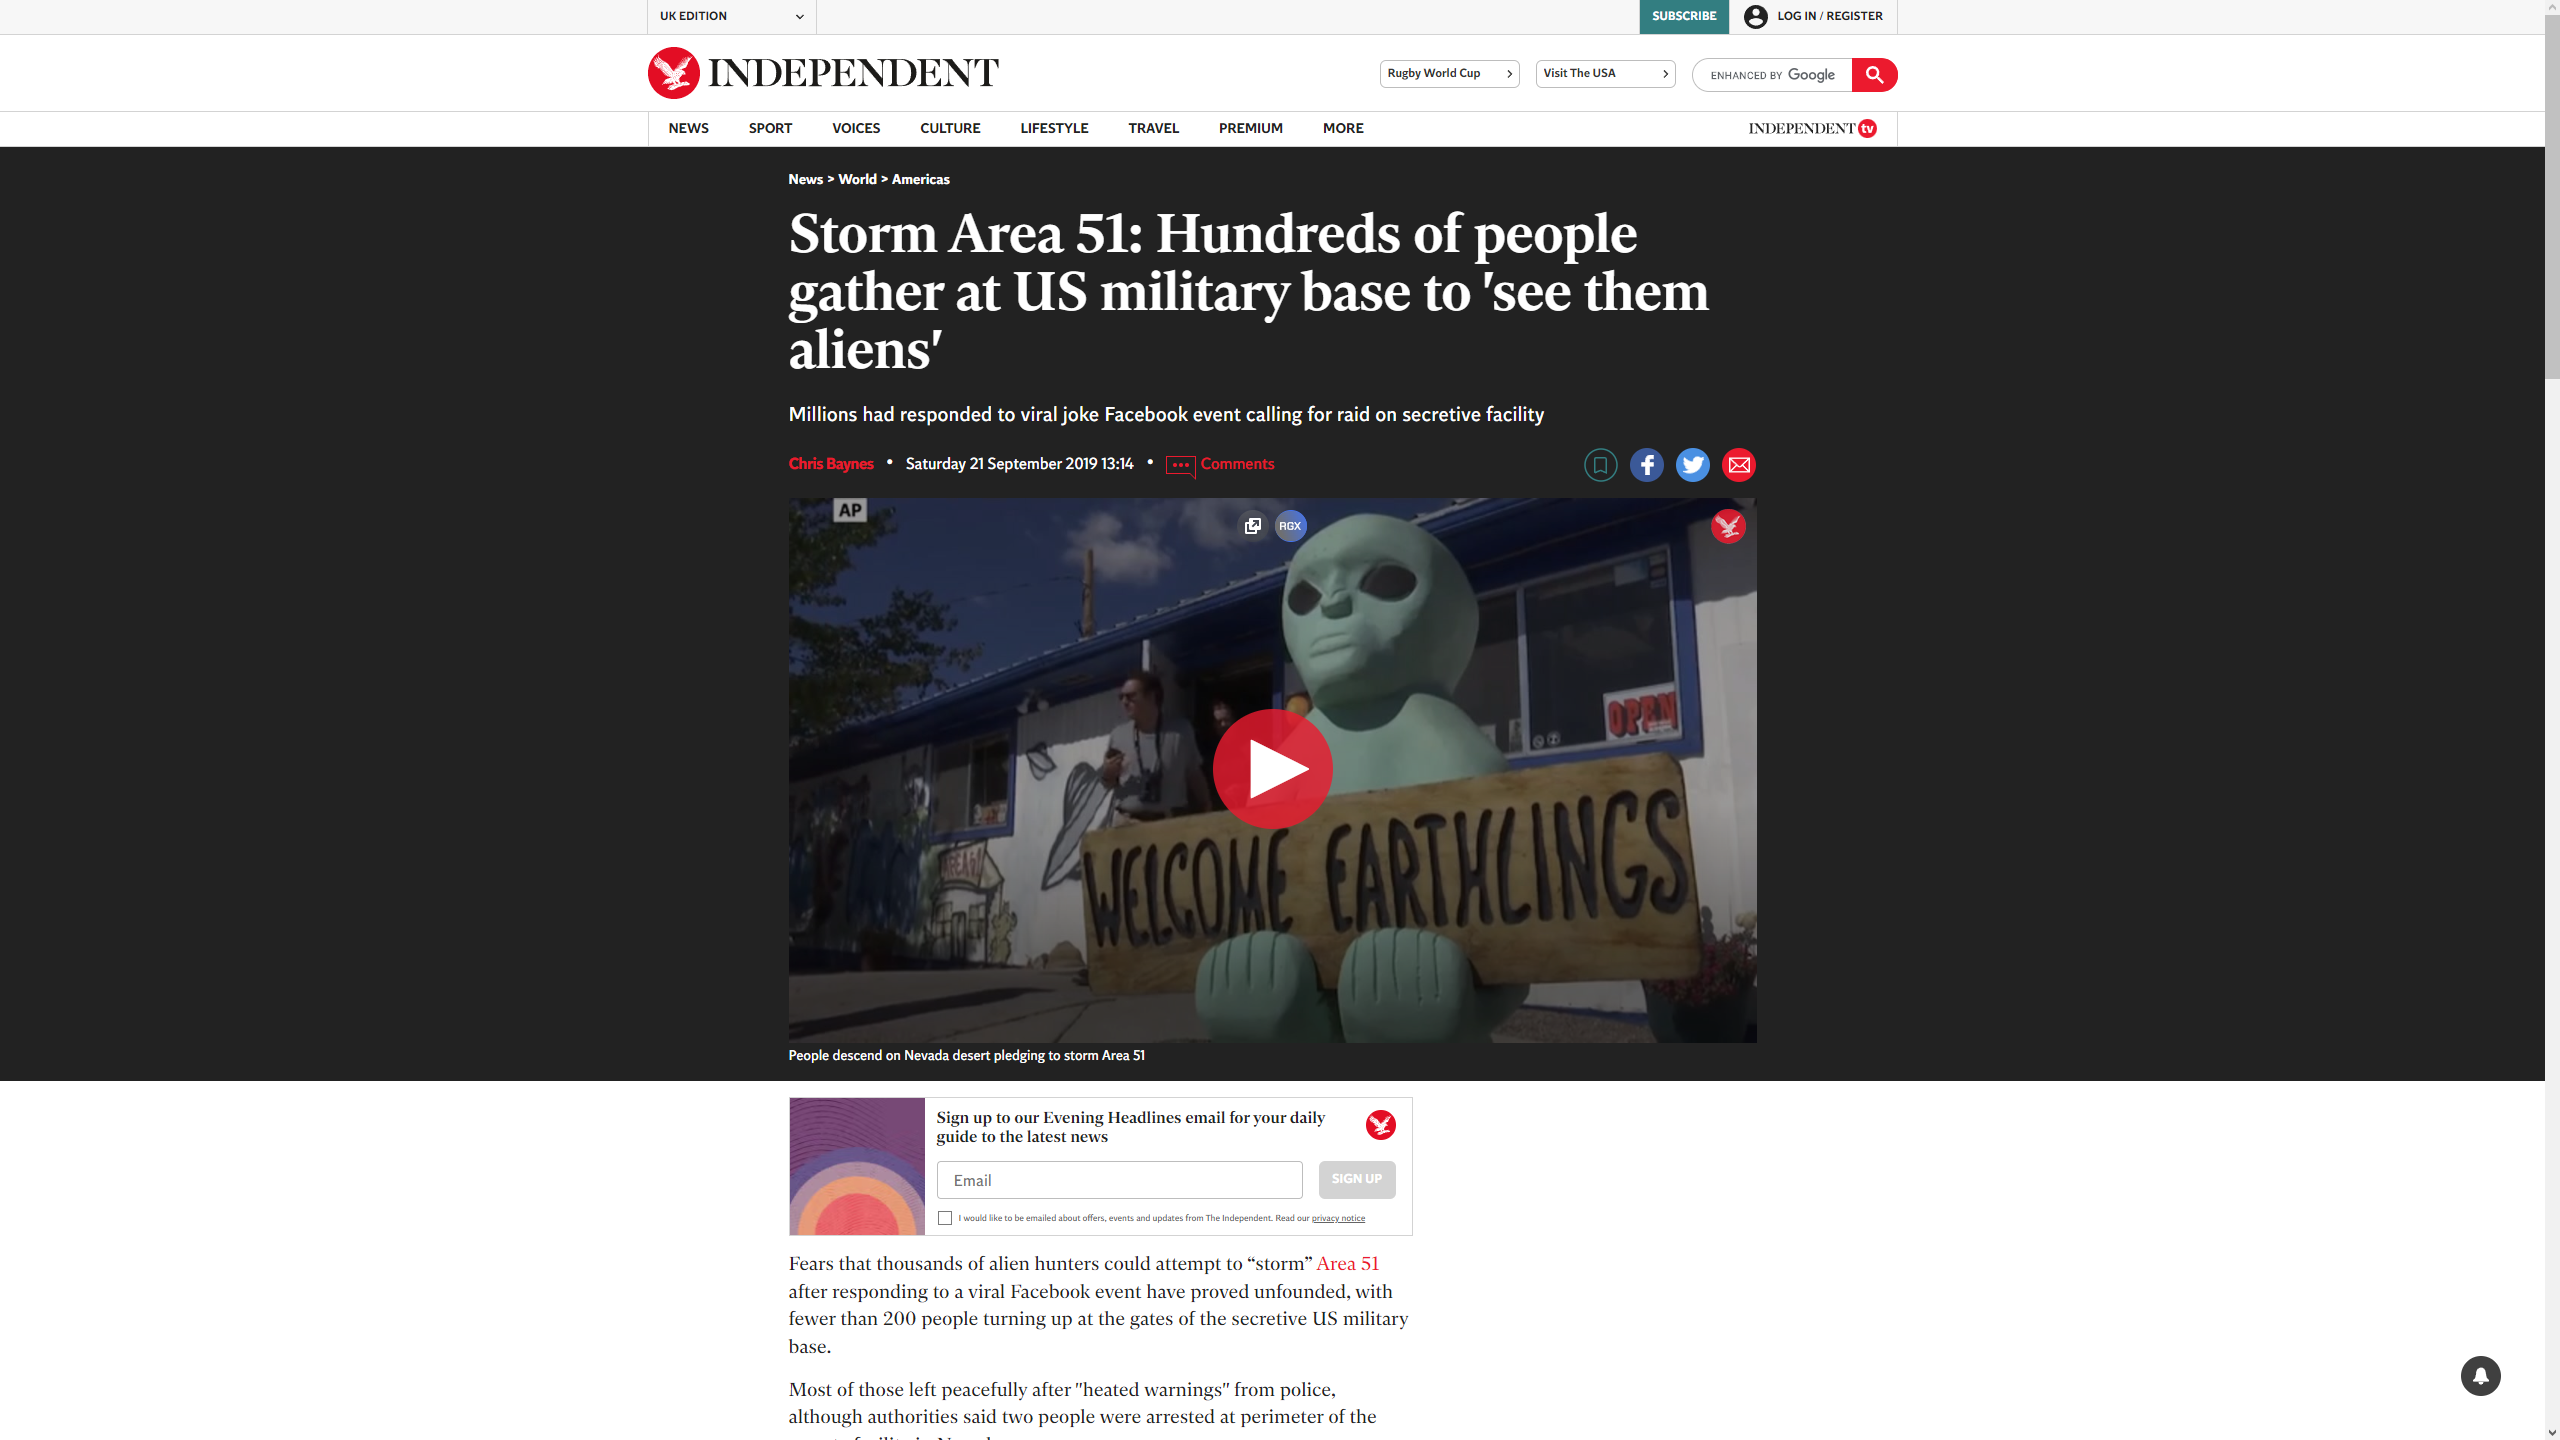 UK EDITION
SUBSCRIBE
LOG IN / REGISTER
INDEPENDENT
Rugby World Cup
Visit The USA
ENHANCED BY Google
NEWS SPORT VOICES CULTURE LIFESTYLE TRAVEL PREMIUM MORE
INDEPENDENT tv
News > World > Americas
Storm Area 51: Hundreds of people
gather at US military base to 'see them
aliens'
Millions had responded to viral joke Facebook event calling for raid on secretive facility
Chris Baynes • Saturday 21 September 2019 13:14 • Comments
AP
RGX
OPEN
AREA 51
WELCOME EARTHLINGS
People descend on Nevada desert pledging to storm Area 51
Sign up to our Evening Headlines email for your daily
guide to the latest news
Email
SIGN UP
I would like to be emailed about offers, events and updates from The Independent. Read our privacy notice
Fears that thousands of alien hunters could attempt to “storm” Area 51
after responding to a viral Facebook event have proved unfounded, with
fewer than 200 people turning up at the gates of the secretive US military
base.
Most of those left peacefully after "heated warnings" from police,
although authorities said two people were arrested at perimeter of the